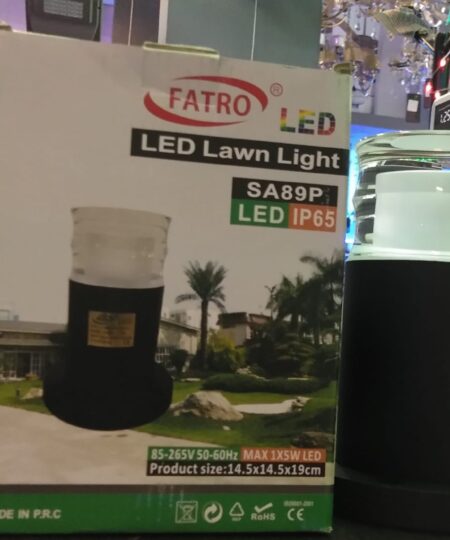 FATRO ®
LED
LED Lawn Light
SA89P
LED IP65
85-265V 50-60Hz MAX 1X5W LED
Product size:14.5x14.5x19cm
DE IN P.R.C
RoHS CE